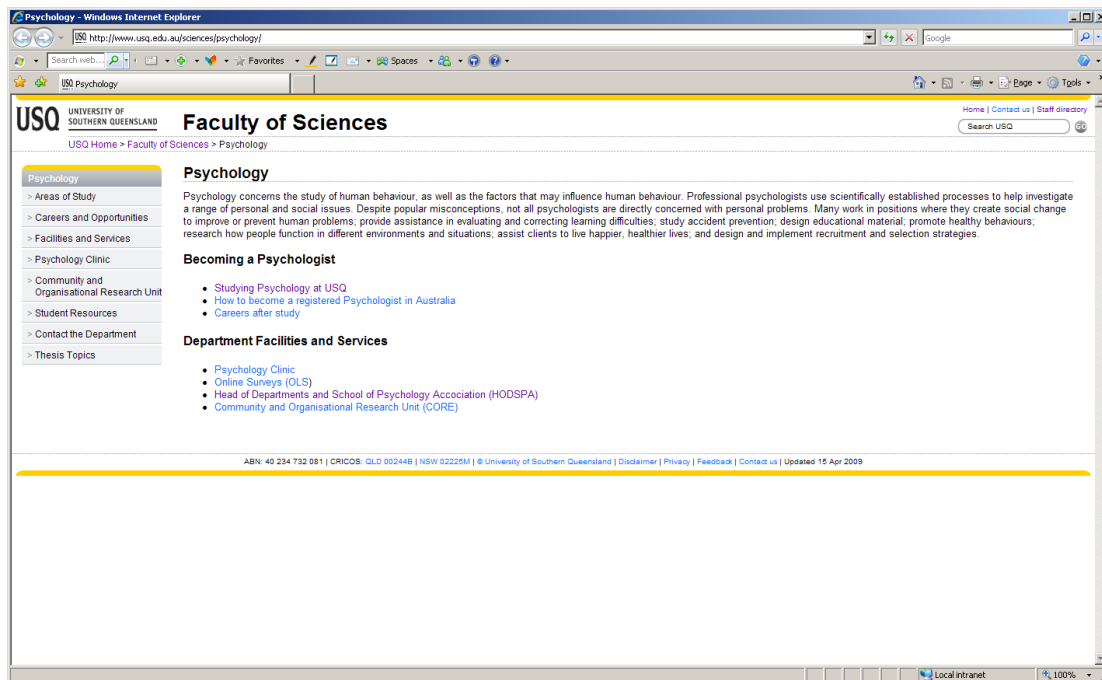 Psychology - Windows Internet Explorer
http://www.usq.edu.au/sciences/psychology/
Google
Search web...
Favorites
Spaces
USQ Psychology
Page
Tools
USQ UNIVERSITY OF SOUTHERN QUEENSLAND
Faculty of Sciences
Home | Contact us | Staff directory
Search USQ
GO
USQ Home > Faculty of Sciences > Psychology
Psychology
> Areas of Study
> Careers and Opportunities
> Facilities and Services
> Psychology Clinic
> Community and
Organisational Research Unit
> Student Resources
> Contact the Department
> Thesis Topics
Psychology
Psychology concerns the study of human behaviour, as well as the factors that may influence human behaviour. Professional psychologists use scientifically established processes to help investigate
a range of personal and social issues. Despite popular misconceptions, not all psychologists are directly concerned with personal problems. Many work in positions where they create social change
to improve or prevent human problems; provide assistance in evaluating and correcting learning difficulties; study accident prevention; design educational material; promote healthy behaviours;
research how people function in different environments and situations; assist clients to live happier, healthier lives; and design and implement recruitment and selection strategies.
Becoming a Psychologist
• Studying Psychology at USQ
• How to become a registered Psychologist in Australia
• Careers after study
Department Facilities and Services
• Psychology Clinic
• Online Surveys (OLS)
• Head of Departments and School of Psychology Accociation (HODSPA)
• Community and Organisational Research Unit (CORE)
ABN: 40 234 732 081 | CRICOS: QLD 00244B | NSW 02225M | © University of Southern Queensland | Disclaimer | Privacy | Feedback | Contact us | Updated 15 Apr 2009
Local intranet
100%